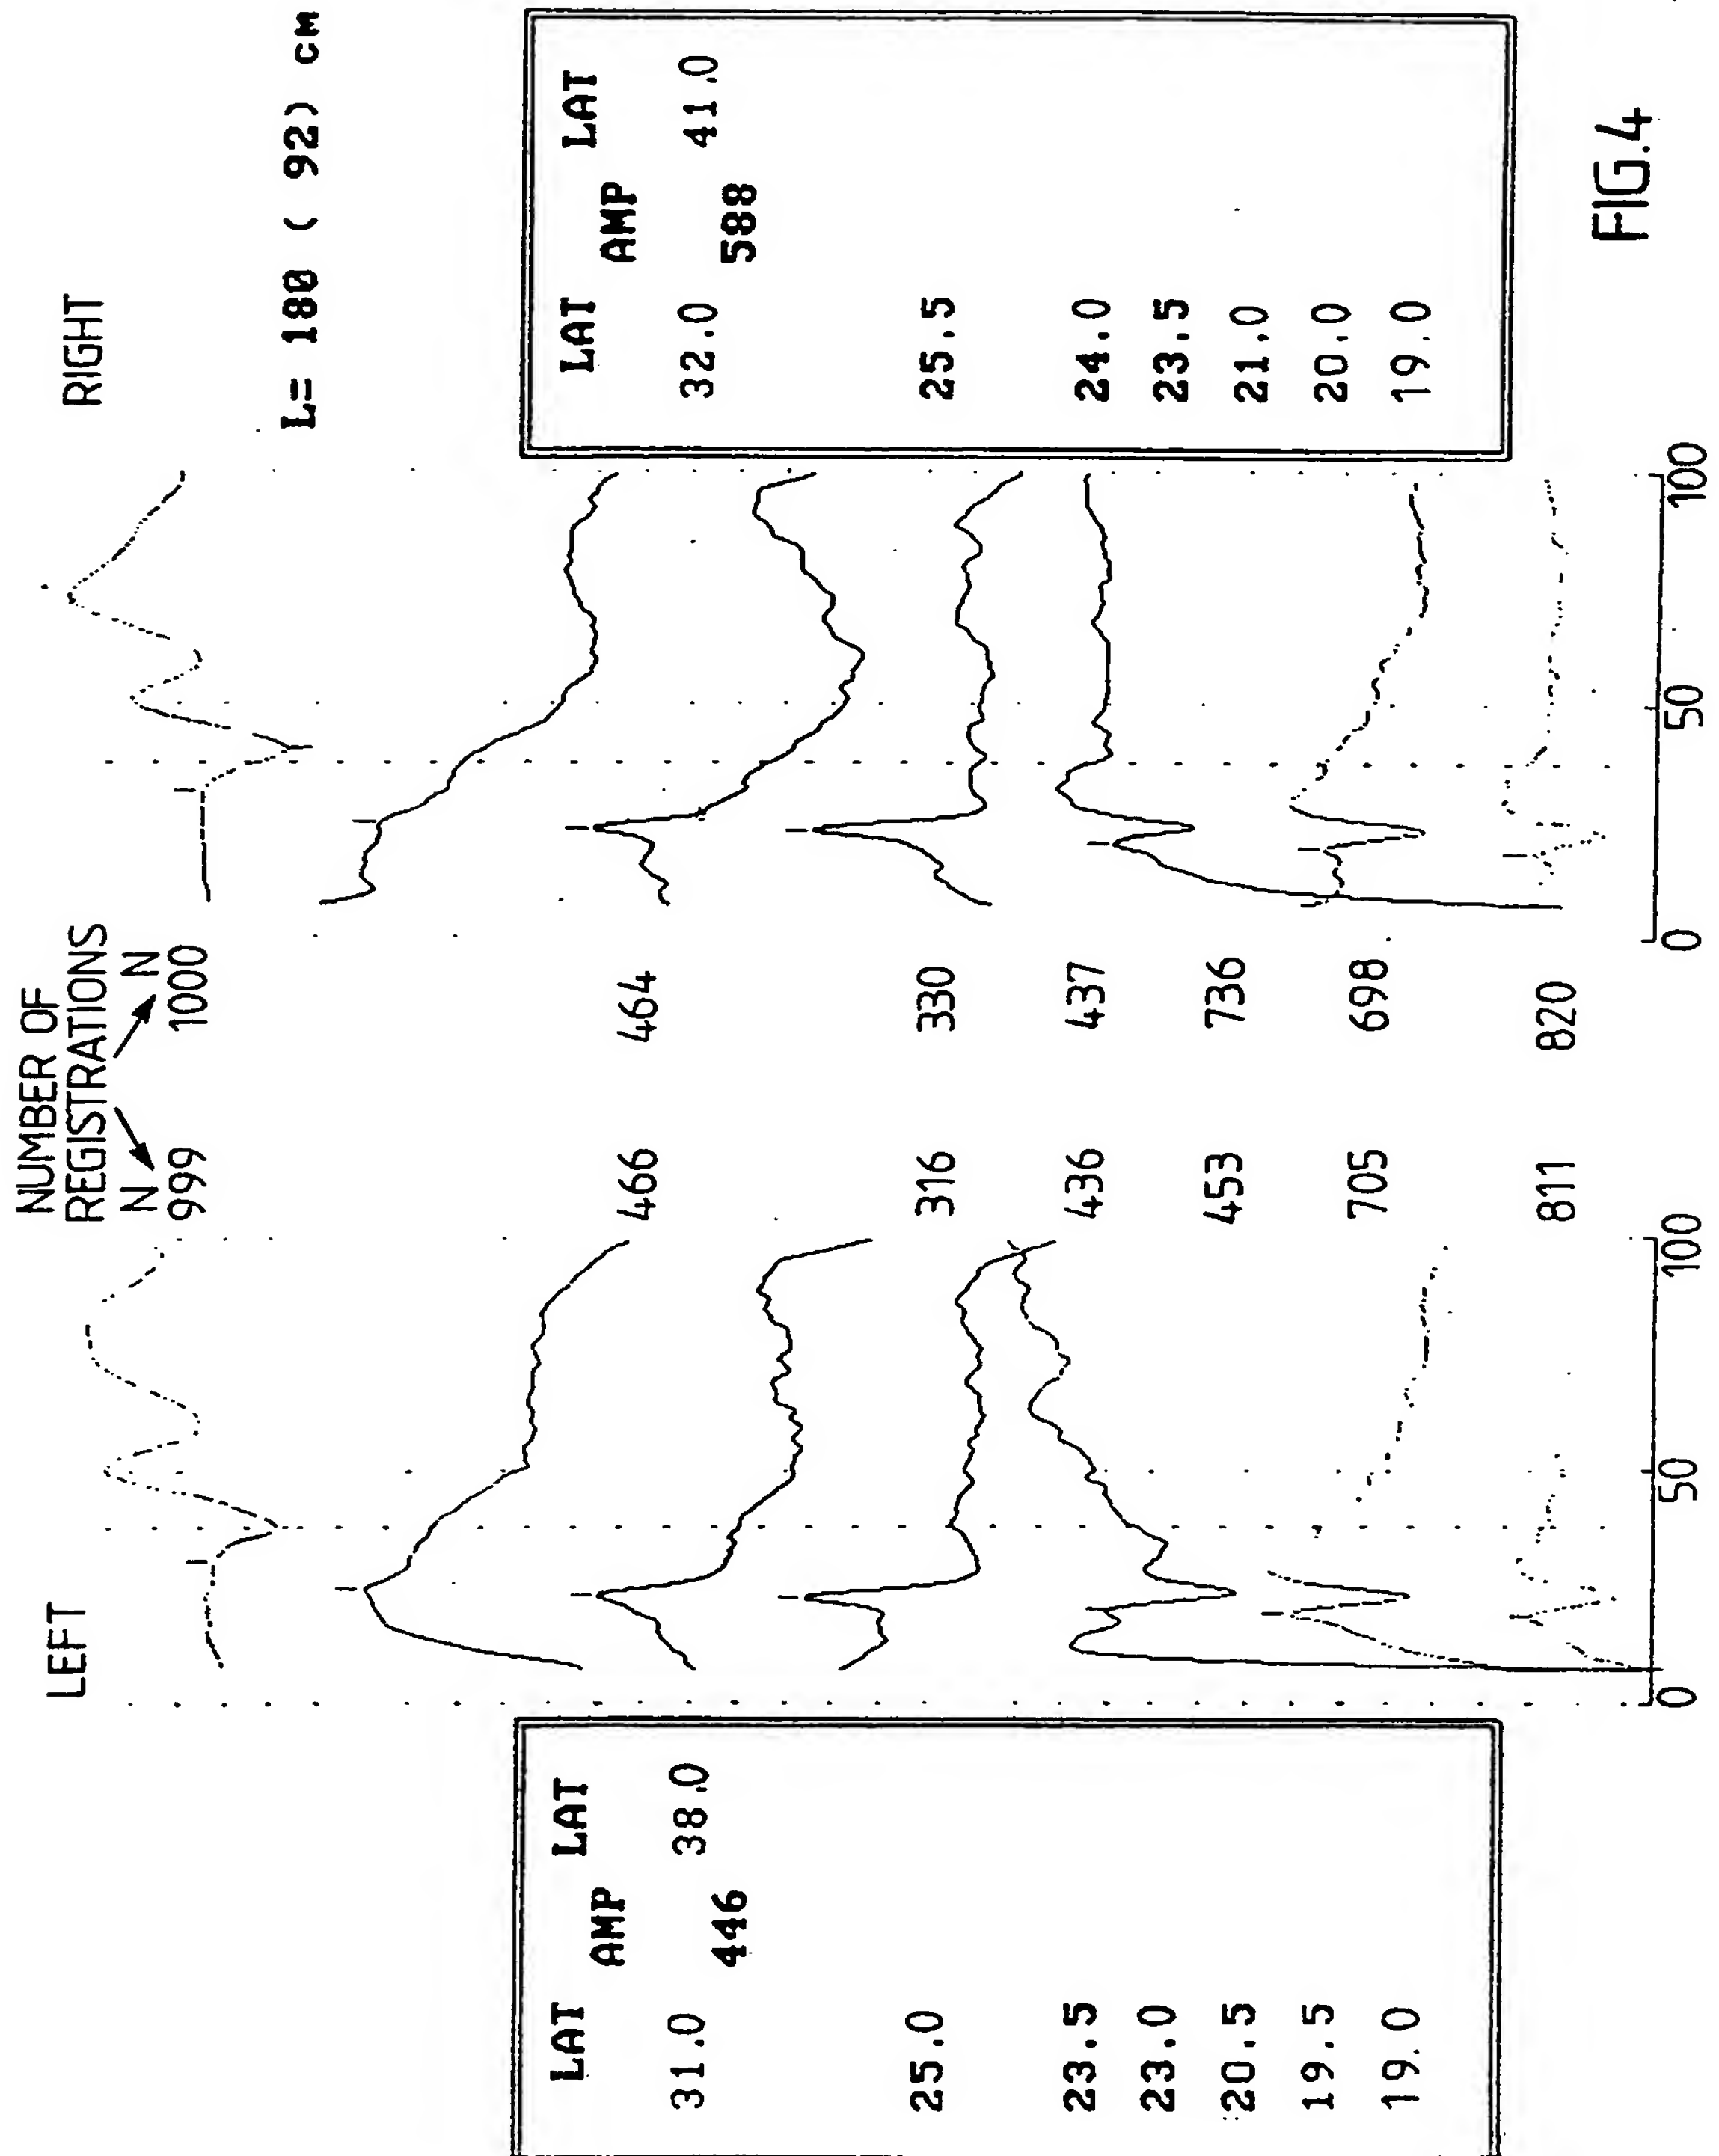 LEFT
NUMBER OF
REGISTRATIONS
N N
999 1000
RIGHT
L= 180 ( 92) CM
LAT LAT
AMP
31.0 38.0
446
25.0
23.5
23.0
20.5
19.5
19.0
466 464
316 330
436 437
453 736
705 698
811 820
0 50 100
0 50 100
LAT LAT
AMP
32.0 41.0
588
25.5
24.0
23.5
21.0
20.0
19.0
FIG.4